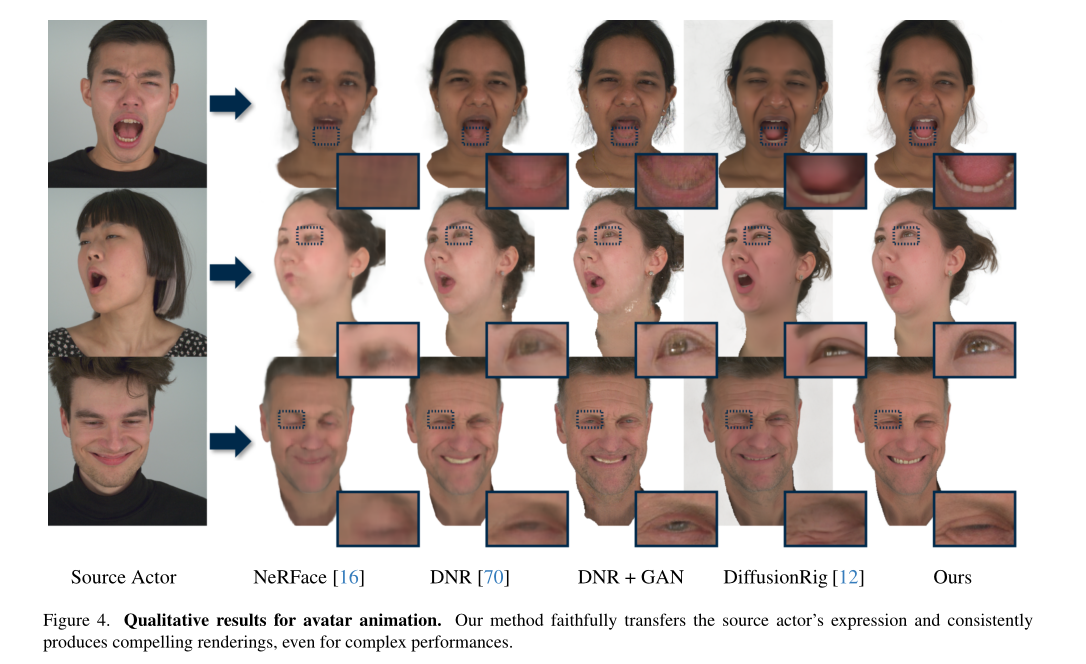 Source Actor
NeRFace [16]
DNR [70]
DNR + GAN
DiffusionRig [12]
Ours
Figure 4. Qualitative results for avatar animation. Our method faithfully transfers the source actor's expression and consistently
produces compelling renderings, even for complex performances.